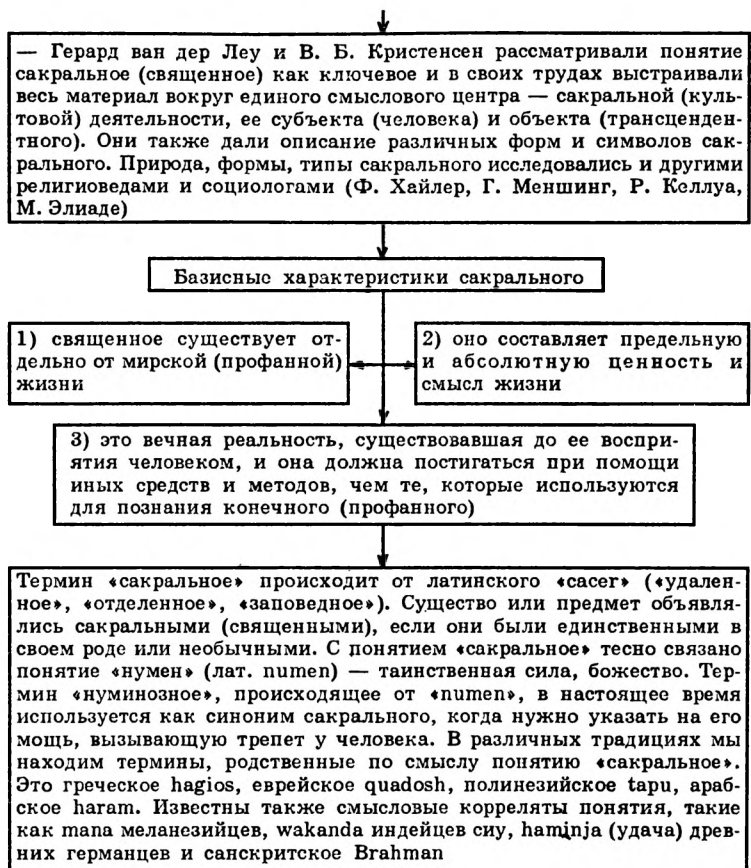 — Герард ван дер Леу и В. Б. Кристенсен рассматривали понятие
сакральное (священное) как ключевое и в своих трудах выстраивали
весь материал вокруг единого смыслового центра — сакральной (куль-
товой) деятельности, ее субъекта (человека) и объекта (трансценден-
тного). Они также дали описание различных форм и символов сак-
рального. Природа, формы, типы сакрального исследовались и другими
религиоведами и социологами (Ф. Хайлер, Г. Меншинг, Р. Келлуа,
М. Элиаде)
Базисные характеристики сакрального
1) священное существует от-
дельно от мирской (профанной)
жизни
2) оно составляет предельную
и абсолютную ценность и
смысл жизни
3) это вечная реальность, существовавшая до ее воспри-
ятия человеком, и она должна постигаться при помощи
иных средств и методов, чем те, которые используются
для познания конечного (профанного)
Термин «сакральное» происходит от латинского «сасег» («удален-
ное», «отделенное», «заповедное»). Существо или предмет объявля-
лись сакральными (священными), если они были единственными в
своем роде или необычными. С понятием «сакральное» тесно связано
понятие «нумен» (лат. numen) — таинственная сила, божество. Тер-
мин «нуминозное», происходящее от «numen», в настоящее время
используется как синоним сакрального, когда нужно указать на его
мощь, вызывающую трепет у человека. В различных традициях мы
находим термины, родственные по смыслу понятию «сакральное».
Это греческое hagios, еврейское quadosh, полинезийское tapu, араб-
ское haram. Известны также смысловые корреляты понятия, такие
как mana меланезийцев, wakanda индейцев сиу, haminja (удача) древ-
них германцев и санскритское Brahman